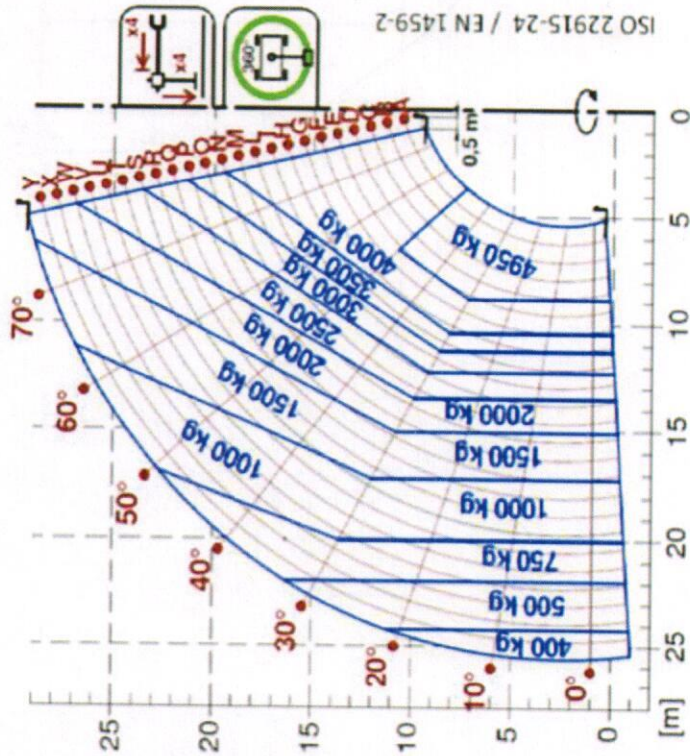 ISO 22915-24 / EN 1459-2
x4
x4
360°
0,5 m
Y
X
W
V
U
T
S
R
Q
P
O
N
M
L
I
H
G
F
E
D
C
B
A
70°
60°
50°
40°
30°
20°
10°
0°
4950 kg
4000 kg
3500 kg
3000 kg
2500 kg
2000 kg
1500 kg
1000 kg
2000 kg
1500 kg
1000 kg
750 kg
500 kg
400 kg
25
20
15
10
5
0
[m]
25
20
15
10
5
0